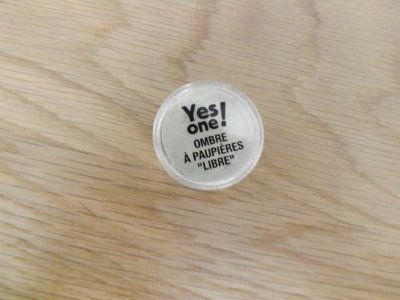 Yes
one!
OMBRE
À PAUPIÈRES
"LIBRE"